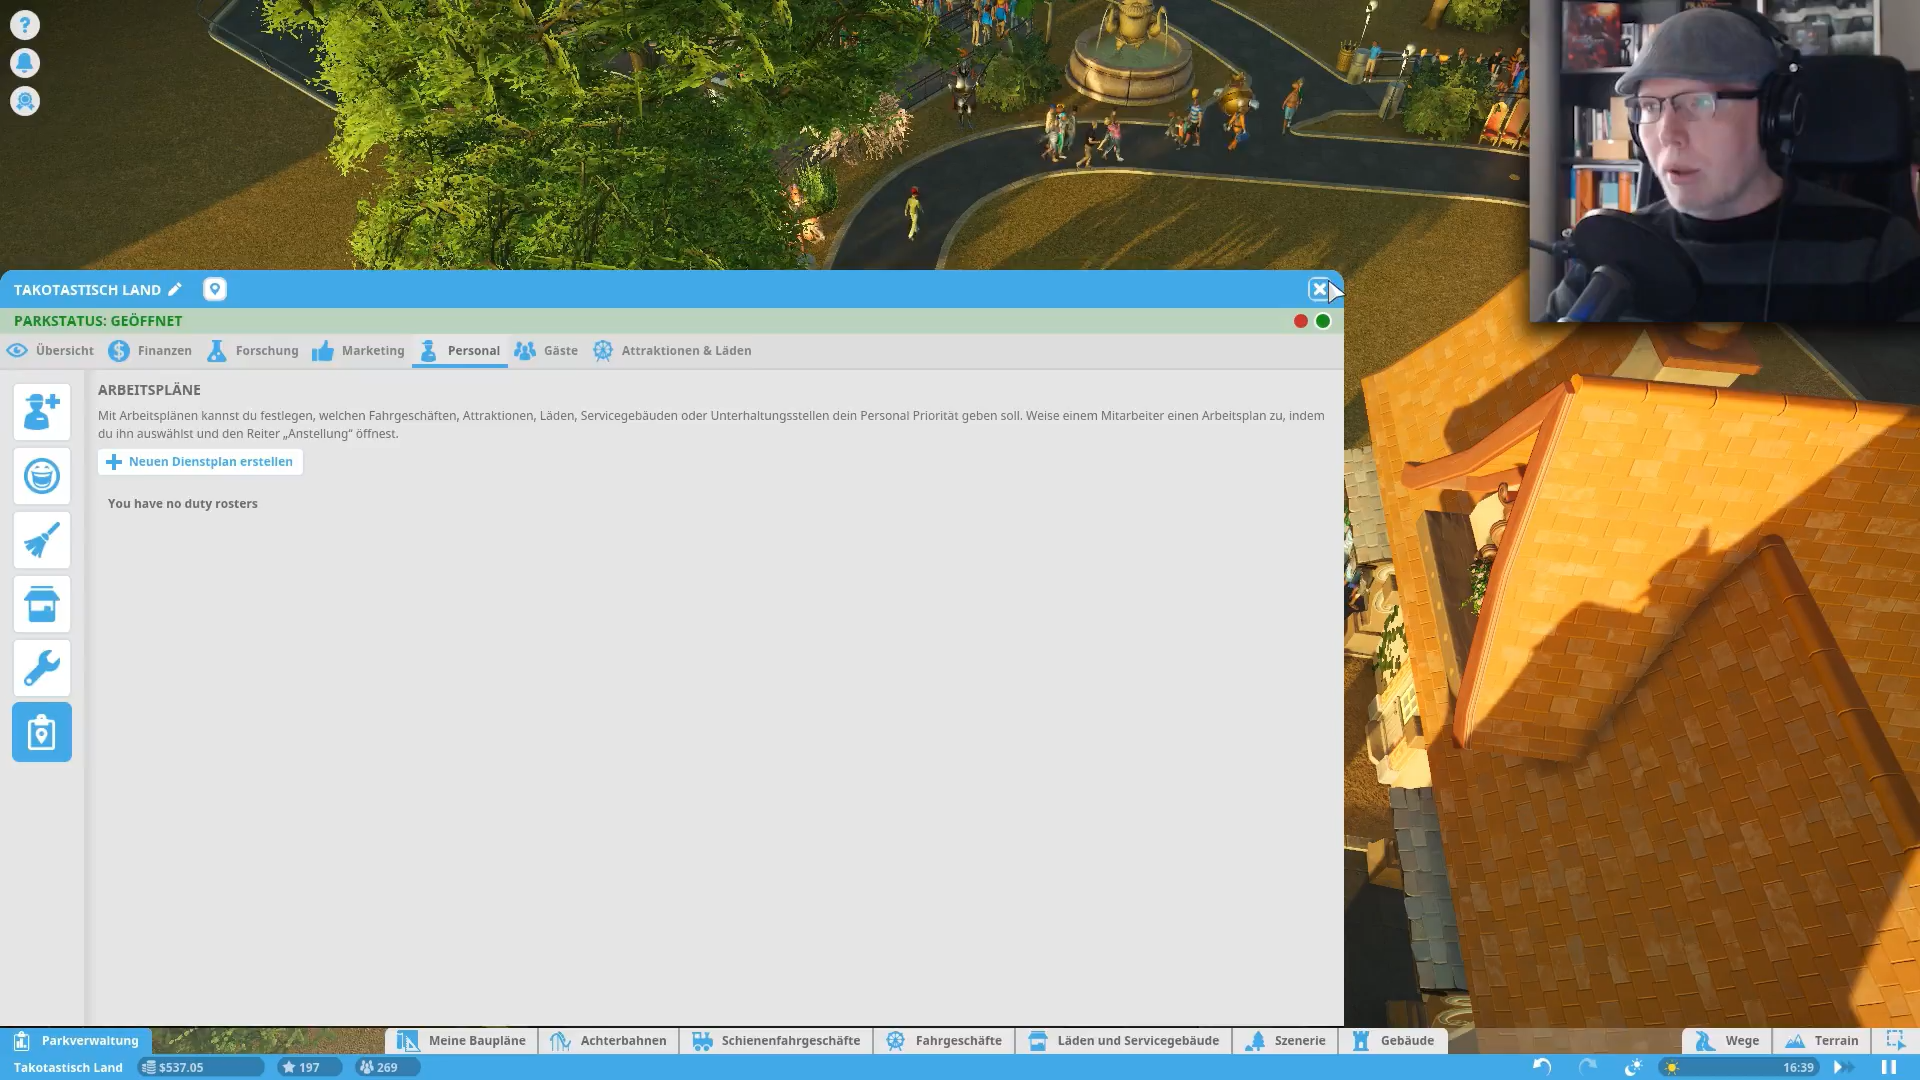 TAKOTASTISCH LAND
PARKSTATUS: GEÖFFNET
Übersicht
Finanzen
Forschung
Marketing
Personal
Gäste
Attraktionen & Läden
ARBEITSPLÄNE
Mit Arbeitsplänen kannst du festlegen, welchen Fahrgeschäften, Attraktionen, Läden, Servicegebäuden oder Unterhaltungsstellen dein Personal Priorität geben soll. Weise einem Mitarbeiter einen Arbeitsplan zu, indem
du ihn auswählst und den Reiter „Anstellung“ öffnest.
Neuen Dienstplan erstellen
You have no duty rosters
Parkverwaltung
Meine Baupläne
Achterbahnen
Schienenfahrgeschäfte
Fahrgeschäfte
Läden und Servicegebäude
Szenerie
Gebäude
Wege
Terrain
Takotastisch Land
$537.05
197
269
16:39